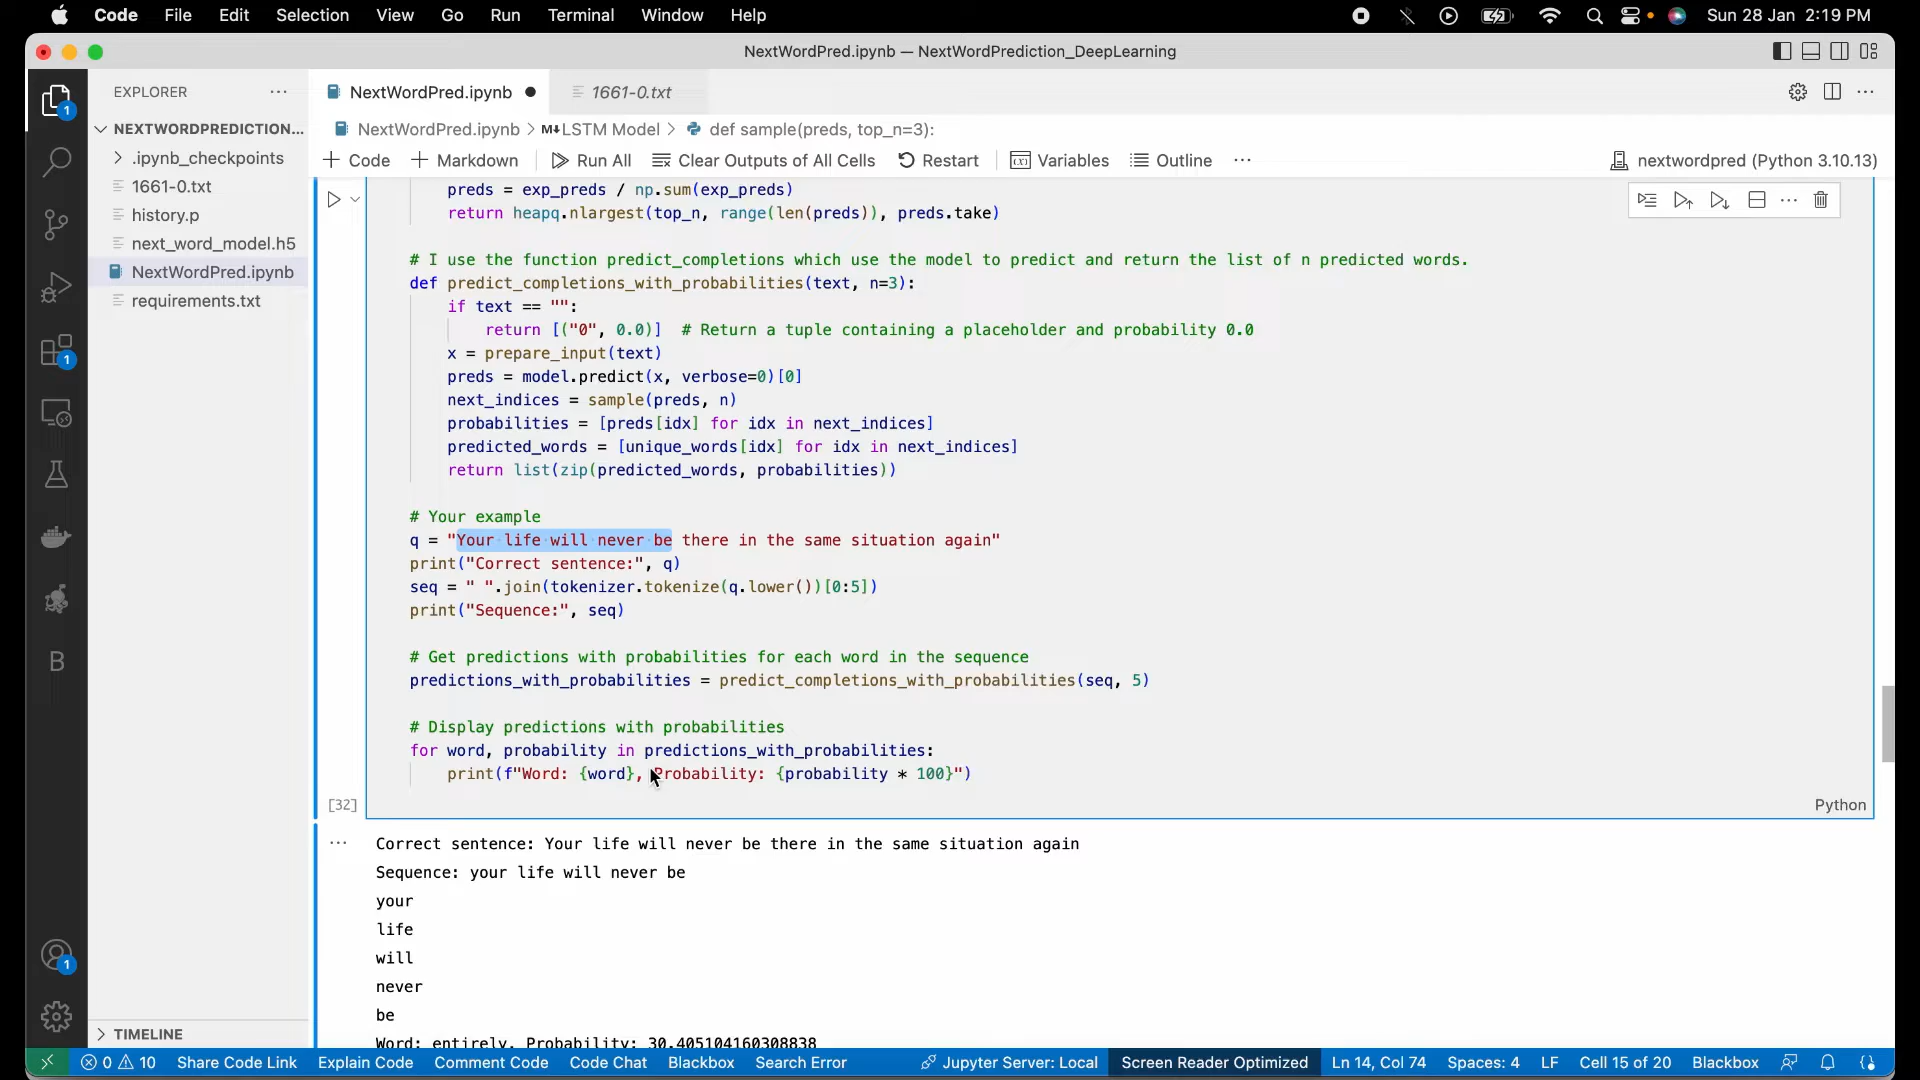 Code File Edit Selection View Go Run Terminal Window Help Sun 28 Jan 2:19 PM
NextWordPred.ipynb — NextWordPrediction_DeepLearning
EXPLORER
NextWordPred.ipynb 1661-0.txt
NEXTWORDPREDICTION...
.ipynb_checkpoints
1661-0.txt
history.p
next_word_model.h5
NextWordPred.ipynb
requirements.txt
TIMELINE
NextWordPred.ipynb > M↓LSTM Model > def sample(preds, top_n=3):
+ Code + Markdown Run All Clear Outputs of All Cells Restart Variables Outline ... nextwordpred (Python 3.10.13)
preds = exp_preds / np.sum(exp_preds)
return heapq.nlargest(top_n, range(len(preds)), preds.take)
# I use the function predict_completions which use the model to predict and return the list of n predicted words.
def predict_completions_with_probabilities(text, n=3):
if text == "":
return [("0", 0.0)] # Return a tuple containing a placeholder and probability 0.0
x = prepare_input(text)
preds = model.predict(x, verbose=0)[0]
next_indices = sample(preds, n)
probabilities = [preds[idx] for idx in next_indices]
predicted_words = [unique_words[idx] for idx in next_indices]
return list(zip(predicted_words, probabilities))
# Your example
q = "Your life will never be there in the same situation again"
print("Correct sentence:", q)
seq = " ".join(tokenizer.tokenize(q.lower())[0:5])
print("Sequence:", seq)
# Get predictions with probabilities for each word in the sequence
predictions_with_probabilities = predict_completions_with_probabilities(seq, 5)
# Display predictions with probabilities
for word, probability in predictions_with_probabilities:
print(f"Word: {word}, Probability: {probability * 100}")
[32] Python
Correct sentence: Your life will never be there in the same situation again
Sequence: your life will never be
your
life
will
never
be
Word: entirely, Probability: 30.405104160308838
0 10 Share Code Link Explain Code Comment Code Code Chat Blackbox Search Error Jupyter Server: Local Screen Reader Optimized Ln 14, Col 74 Spaces: 4 LF Cell 15 of 20 Blackbox